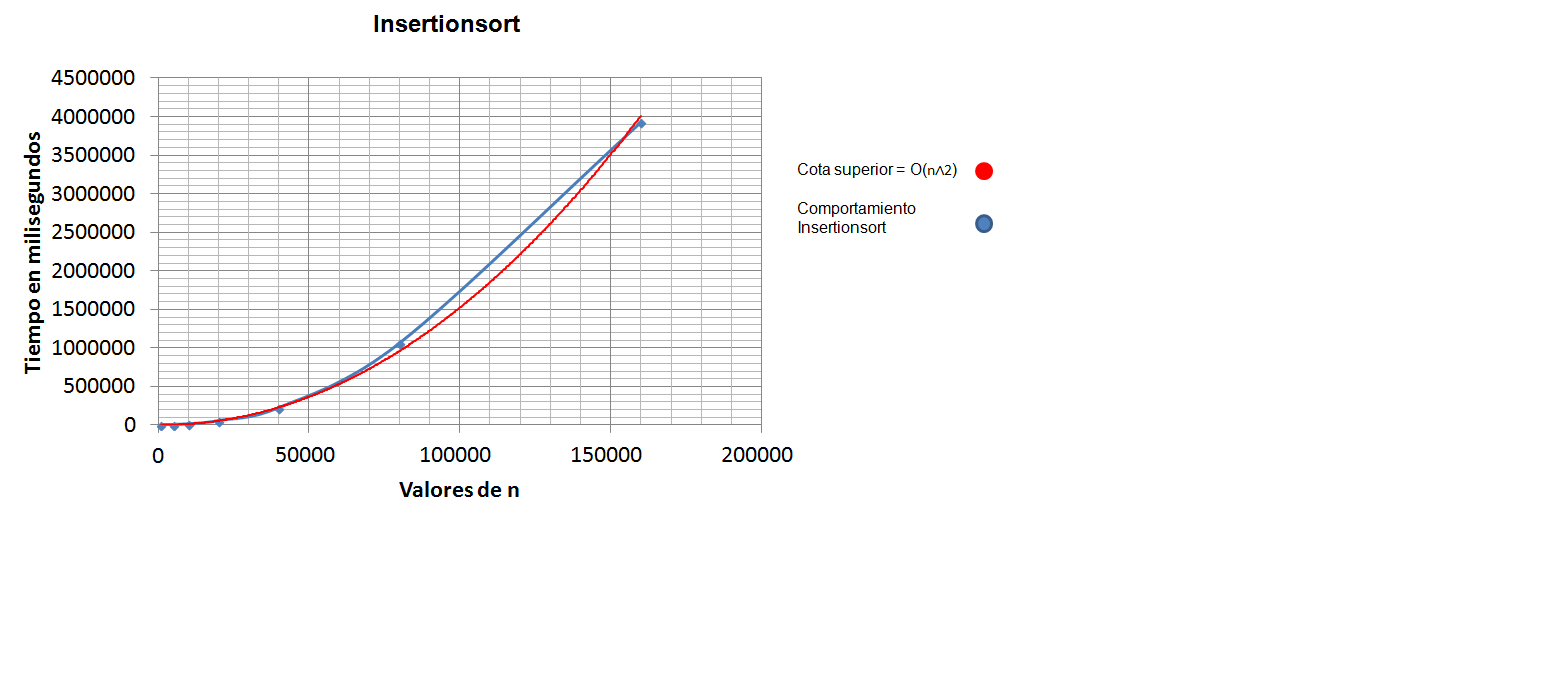 Insertionsort
4500000
4000000
3500000
3000000
2500000
2000000
1500000
1000000
500000
0
Tiempo en milisegundos
0 50000 100000 150000 200000
Valores de n
Cota superior = O(n^2)
Comportamiento
Insertionsort